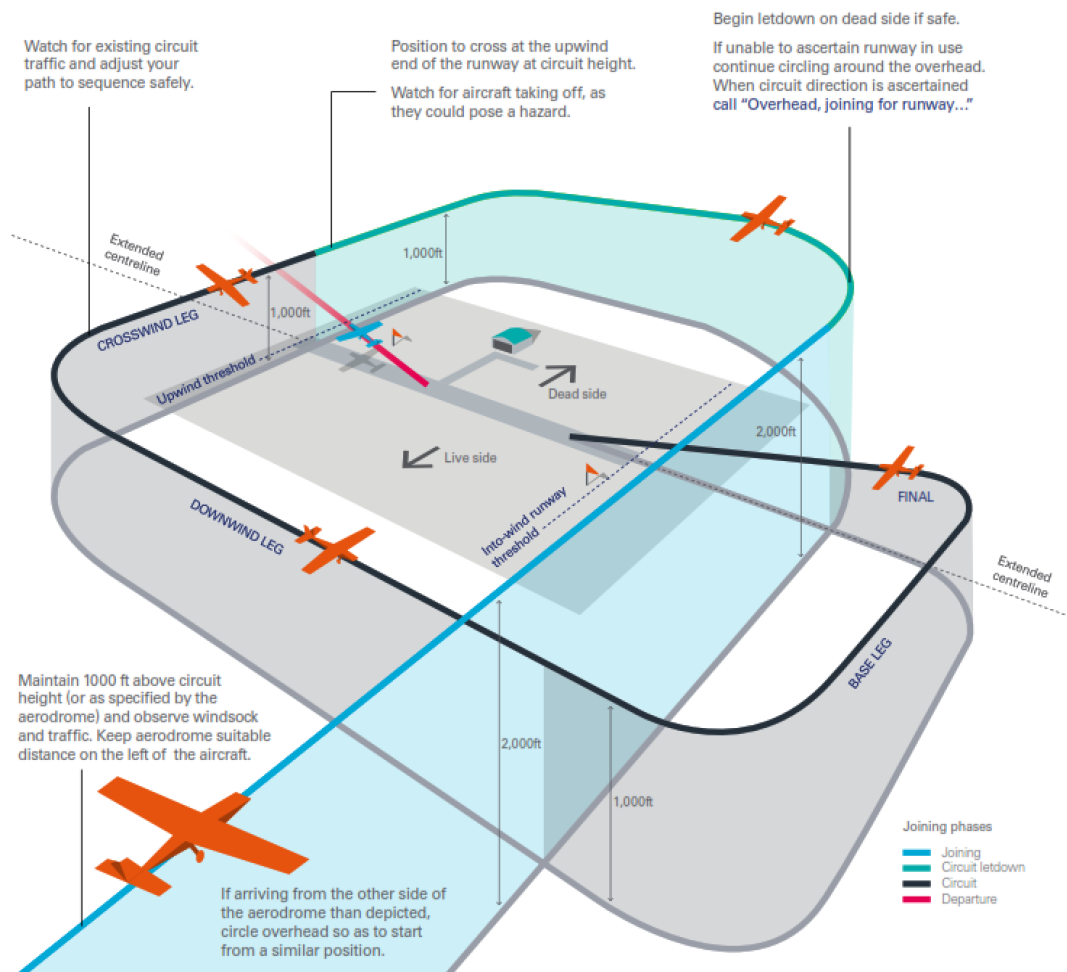 Begin letdown on dead side if safe.
If unable to ascertain runway in use
continue circling around the overhead.
When circuit direction is ascertained
call “Overhead, joining for runway…”
Position to cross at the upwind
end of the runway at circuit height.
Watch for aircraft taking off, as
they could pose a hazard.
Watch for existing circuit
traffic and adjust your
path to sequence safely.
Extended
centreline
1,000ft
1,000ft
CROSSWIND LEG
Upwind threshold
Dead side
2,000ft
Live side
FINAL
Into-wind runway
threshold
DOWNWIND LEG
Extended
centreline
BASE LEG
Maintain 1000 ft above circuit
height (or as specified by the
aerodrome) and observe windsock
and traffic. Keep aerodrome suitable
distance on the left of the aircraft.
2,000ft
1,000ft
Joining phases
Joining
Circuit letdown
Circuit
Departure
If arriving from the other side of
the aerodrome than depicted,
circle overhead so as to start
from a similar position.